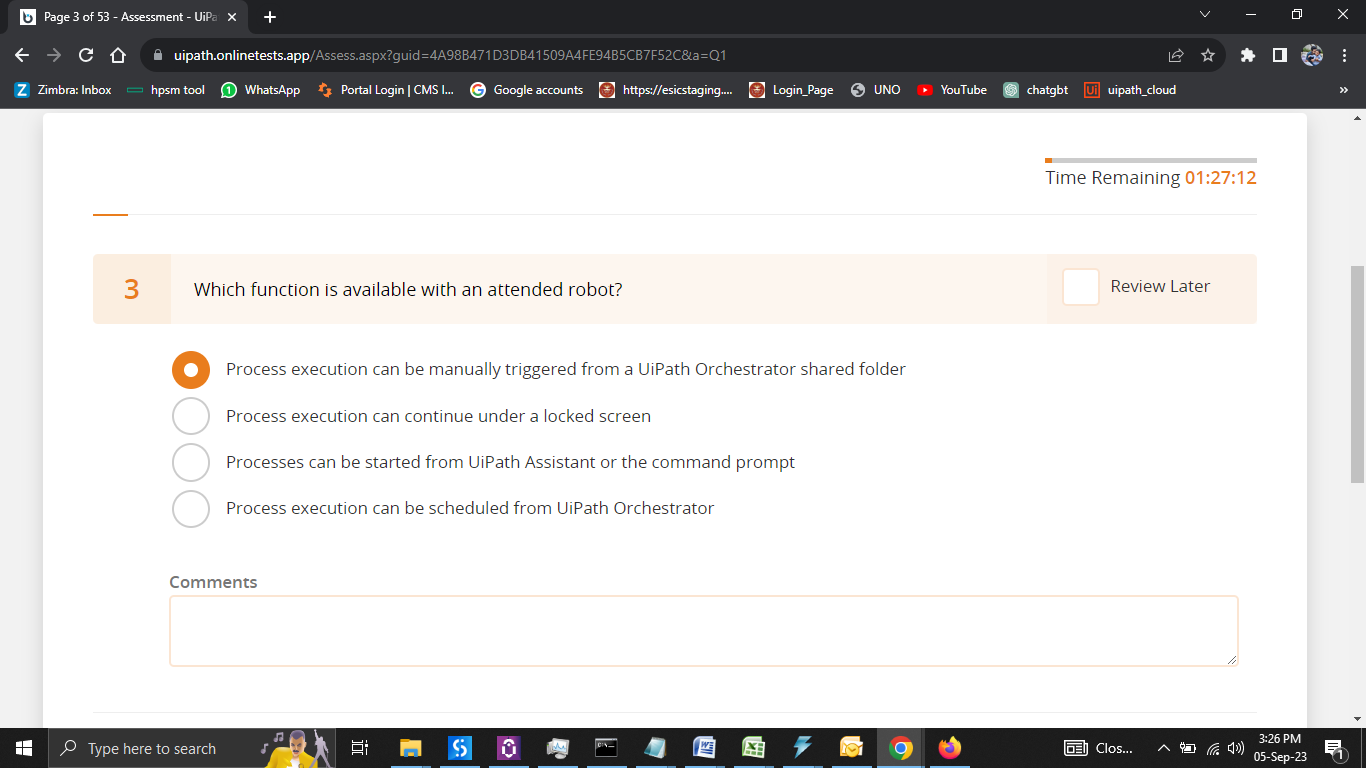 Page 3 of 53 - Assessment - UiPa
uipath.onlinetests.app/Assess.aspx?guid=4A98B471D3DB41509A4FE94B5CB7F52C&a=Q1
Zimbra: Inbox hpsm tool WhatsApp Portal Login | CMS I... Google accounts https://esicstaging.... Login_Page UNO YouTube chatgbt uipath_cloud »
Time Remaining 01:27:12
3 Which function is available with an attended robot? Review Later
Process execution can be manually triggered from a UiPath Orchestrator shared folder
Process execution can continue under a locked screen
Processes can be started from UiPath Assistant or the command prompt
Process execution can be scheduled from UiPath Orchestrator
Comments
Type here to search Clos... 3:26 PM
05-Sep-23 1